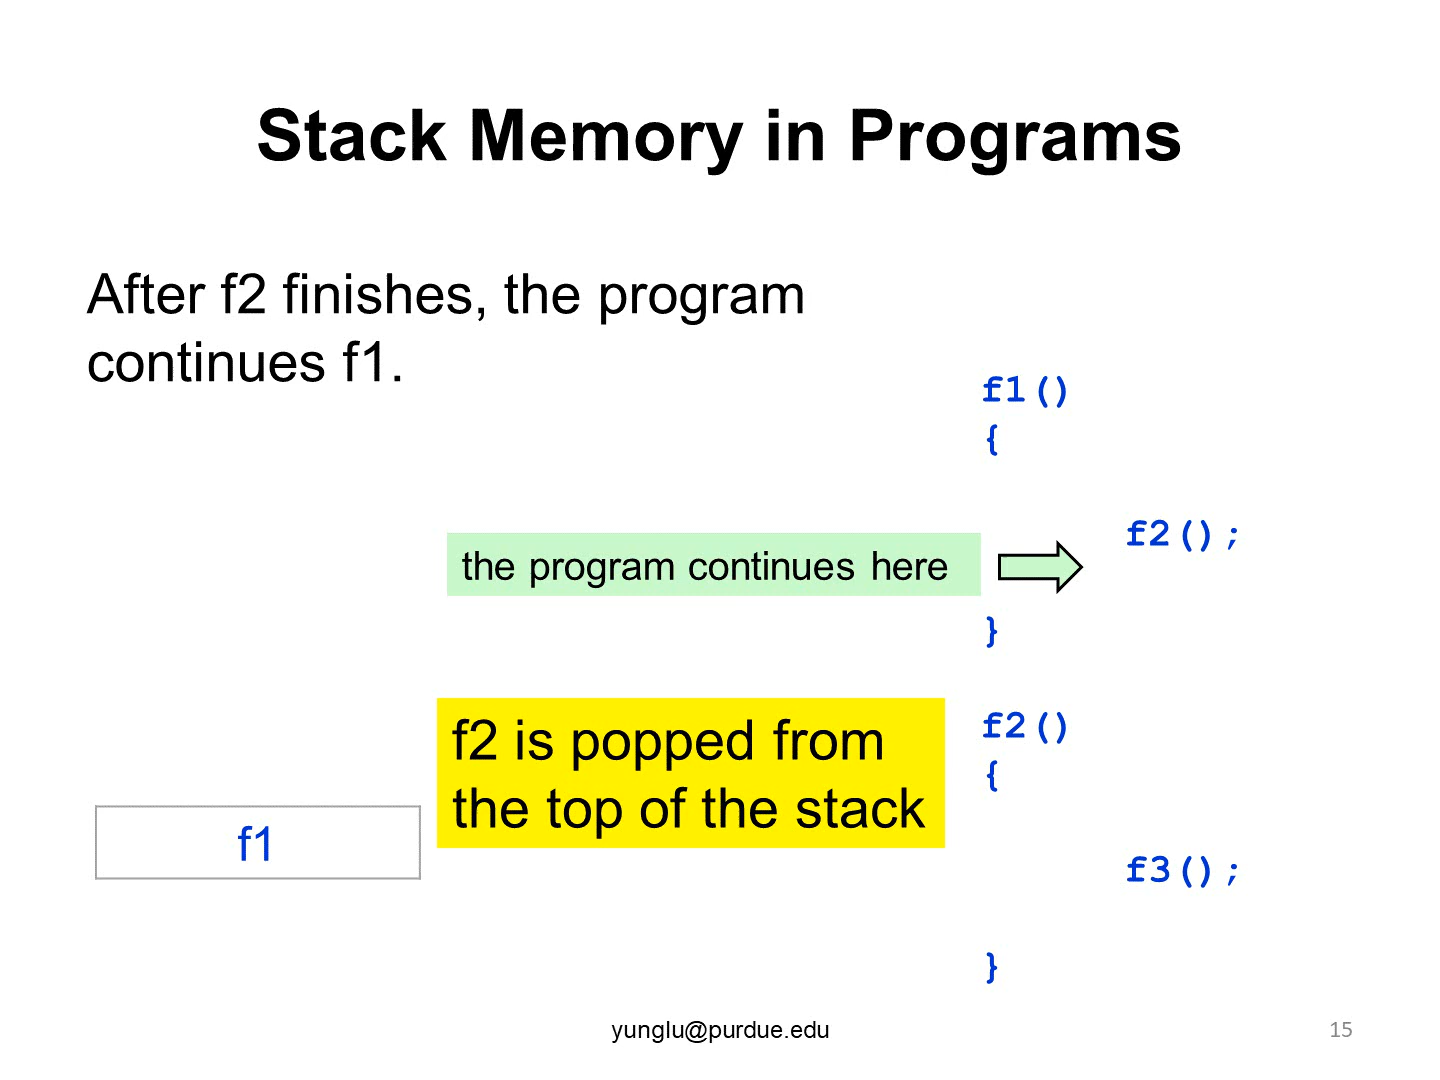 Stack Memory in Programs
After f2 finishes, the program
continues f1.
f1()
{
f2();
the program continues here
}
f2 is popped from
the top of the stack
f1
f2()
{
f3();
}
yunglu@purdue.edu
15